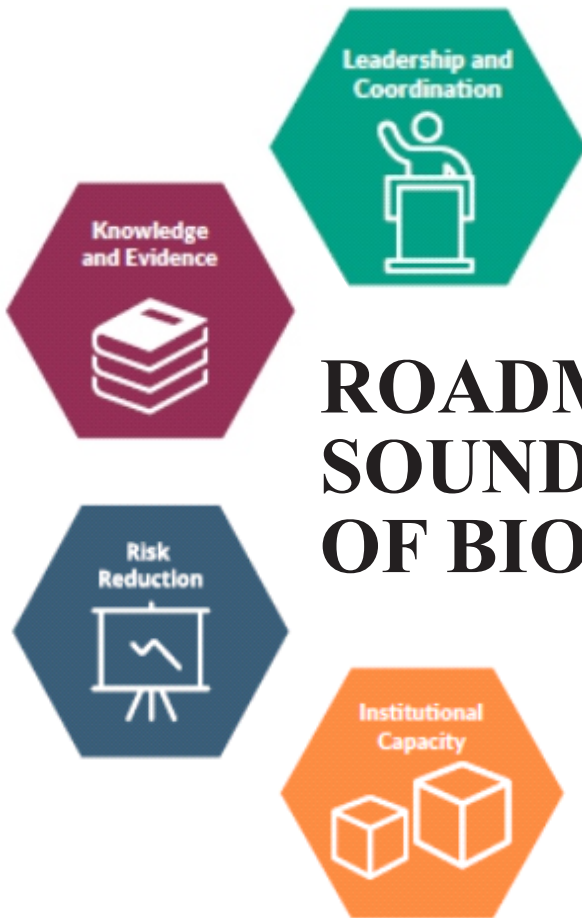 Leadership and
Coordination
Knowledge
and Evidence
ROADM
SOUND
OF BIO
Risk
Reduction
Institutional
Capacity